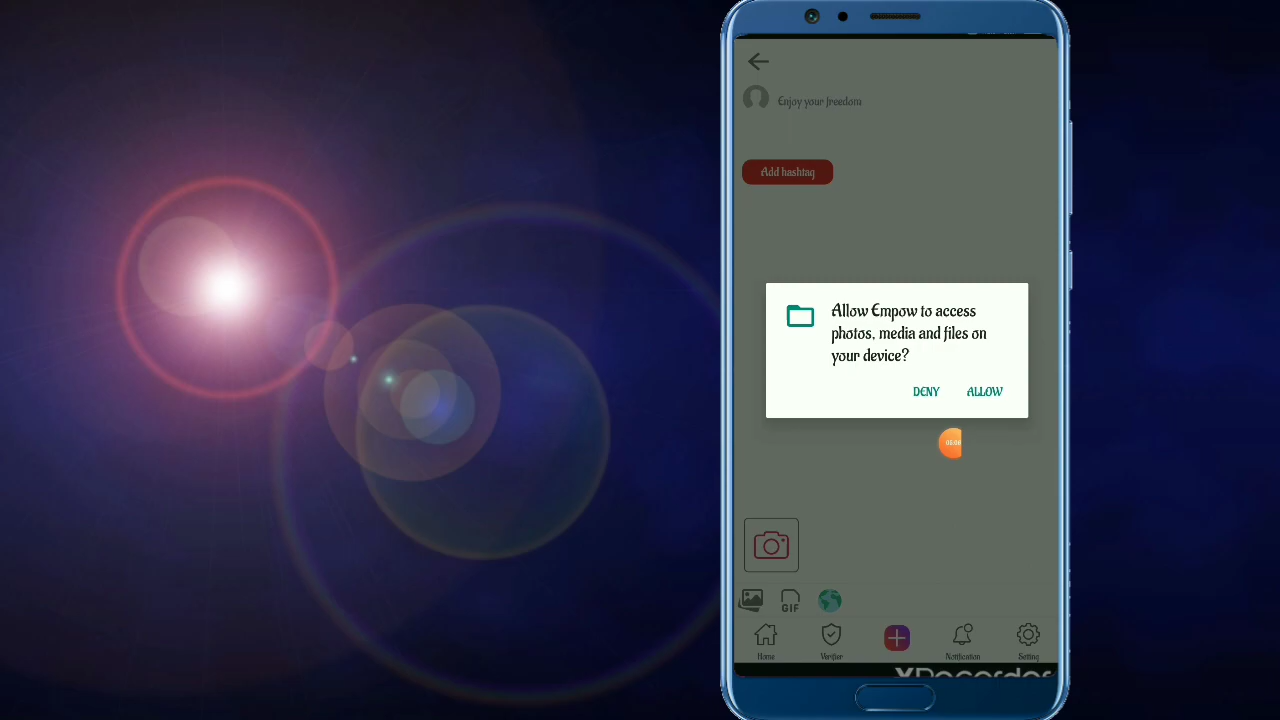 Enjoy your freedom
Add hashtag
Allow Empow to access
photos, media and files on
your device?
DENY
ALLOW
GIF
Home
Verifier
Notification
Setting
XRecorder